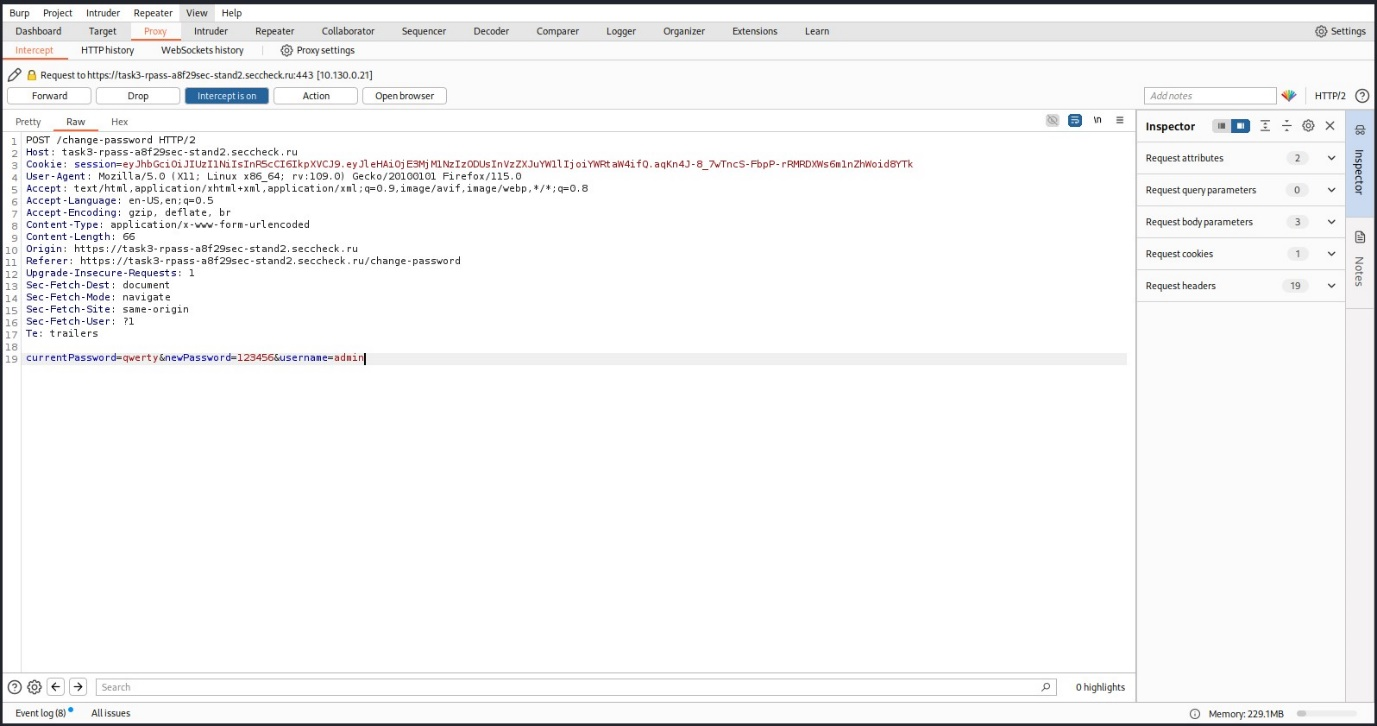 Burp Project Intruder Repeater View Help
Dashboard Target Proxy Intruder Repeater Collaborator Sequencer Decoder Comparer Logger Organizer Extensions Learn Settings
Intercept HTTP history WebSockets history Proxy settings
Request to https://task3-rpass-a8f29sec-stand2.seccheck.ru:443 [10.130.0.21]
Forward Drop Intercept is on Action Open browser Add notes HTTP/2
Pretty Raw Hex \n
1 POST /change-password HTTP/2
2 Host: task3-rpass-a8f29sec-stand2.seccheck.ru
3 Cookie: session=eyJhbGciOiJIUzI1NiIsInR5cCI6IkpXVCJ9.eyJleHAiOjE3MjM1NzIzODUsInVzZXJuYW1lIjoiYWRtaW4ifQ.aqKn4J-8_7wTncS-FbpP-rRMRDXWs6m1nZhWoid8YTk
4 User-Agent: Mozilla/5.0 (X11; Linux x86_64; rv:109.0) Gecko/20100101 Firefox/115.0
5 Accept: text/html,application/xhtml+xml,application/xml;q=0.9,image/avif,image/webp,*/*;q=0.8
6 Accept-Language: en-US,en;q=0.5
7 Accept-Encoding: gzip, deflate, br
8 Content-Type: application/x-www-form-urlencoded
9 Content-Length: 66
10 Origin: https://task3-rpass-a8f29sec-stand2.seccheck.ru
11 Referer: https://task3-rpass-a8f29sec-stand2.seccheck.ru/change-password
12 Upgrade-Insecure-Requests: 1
13 Sec-Fetch-Dest: document
14 Sec-Fetch-Mode: navigate
15 Sec-Fetch-Site: same-origin
16 Sec-Fetch-User: ?1
17 Te: trailers
18
19 currentPassword=qwerty&newPassword=123456&username=admin
Inspector
Request attributes 2
Request query parameters 0
Request body parameters 3
Request cookies 1
Request headers 19
Inspector
Notes
Search 0 highlights
Event log (8) All issues Memory: 229.1MB